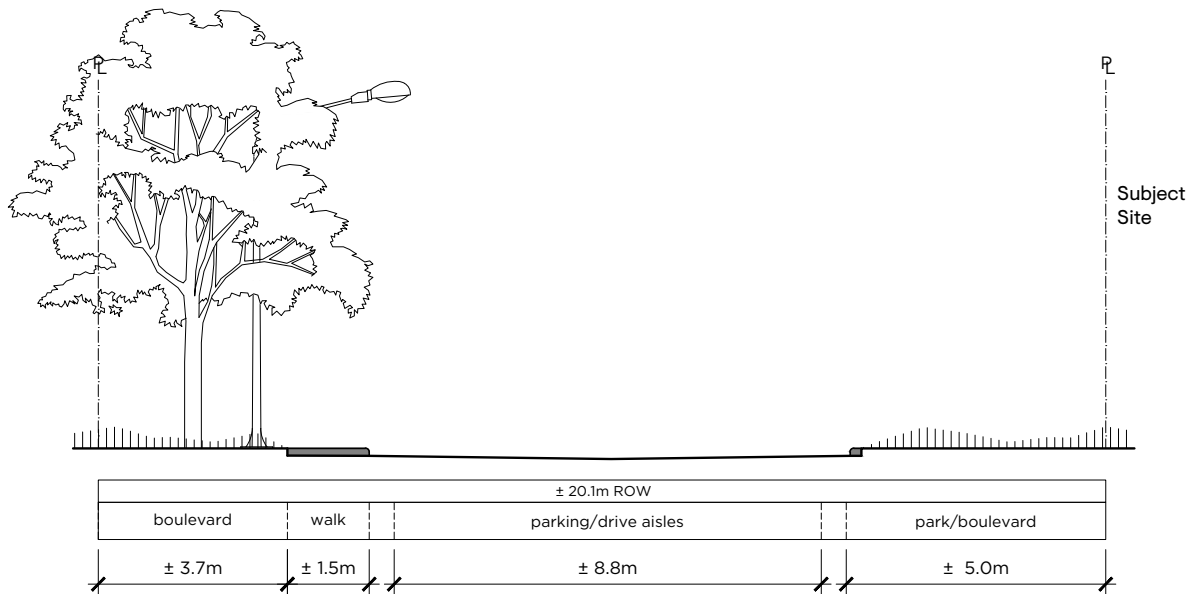 PL
PL
Subject
Site
± 20.1m ROW
boulevard walk parking/drive aisles park/boulevard
± 3.7m ± 1.5m ± 8.8m ± 5.0m